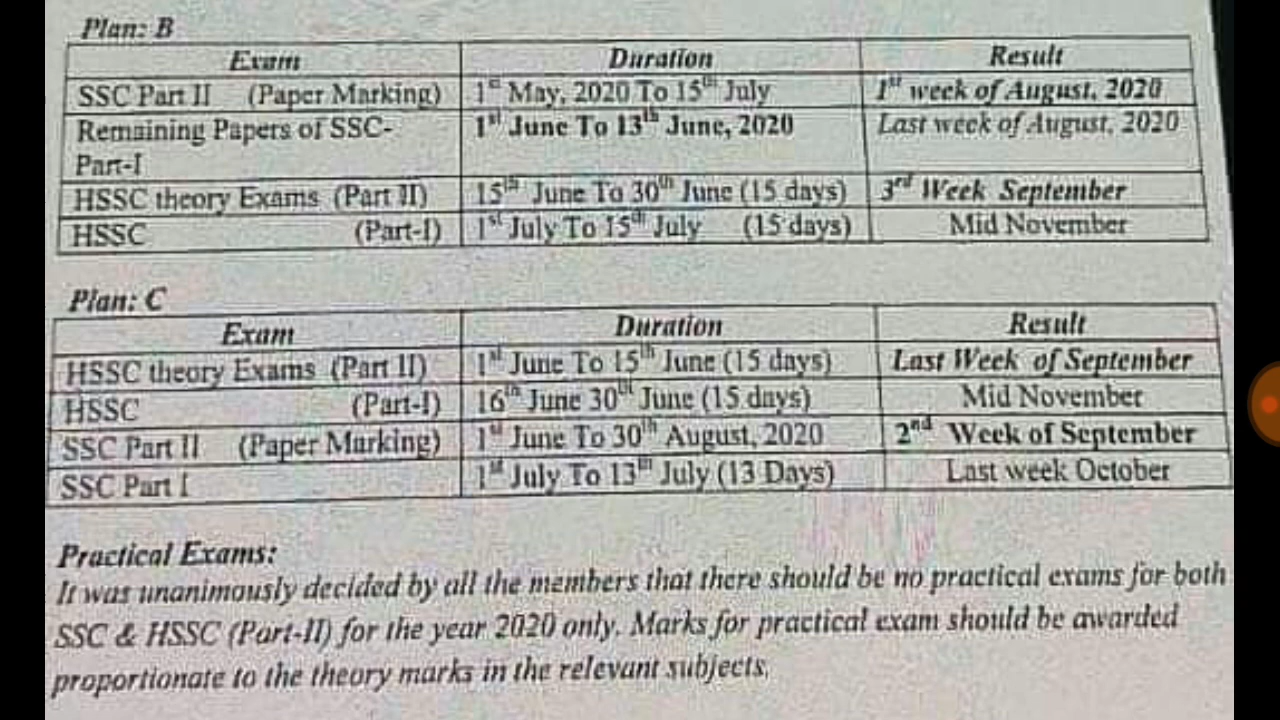 Plan: B
Exam Duration Result
SSC Part II (Paper Marking) 1st May, 2020 To 15th July 1st week of August, 2020
Remaining Papers of SSC- 1st June To 13th June, 2020 Last week of August, 2020
Part-I
HSSC theory Exams (Part II) 15th June To 30th June (15 days) 3rd Week September
HSSC (Part-I) 1st July To 15th July (15 days) Mid November
Plan: C
Exam Duration Result
HSSC theory Exams (Part II) 1st June To 15th June (15 days) Last Week of September
HSSC (Part-I) 16th June 30th June (15 days) Mid November
SSC Part II (Paper Marking) 1st June To 30th August, 2020 2nd Week of September
SSC Part I 1st July To 13th July (13 Days) Last week October
Practical Exams:
It was unanimously decided by all the members that there should be no practical exams for both
SSC & HSSC (Part-II) for the year 2020 only. Marks for practical exam should be awarded
proportionate to the theory marks in the relevant subjects.